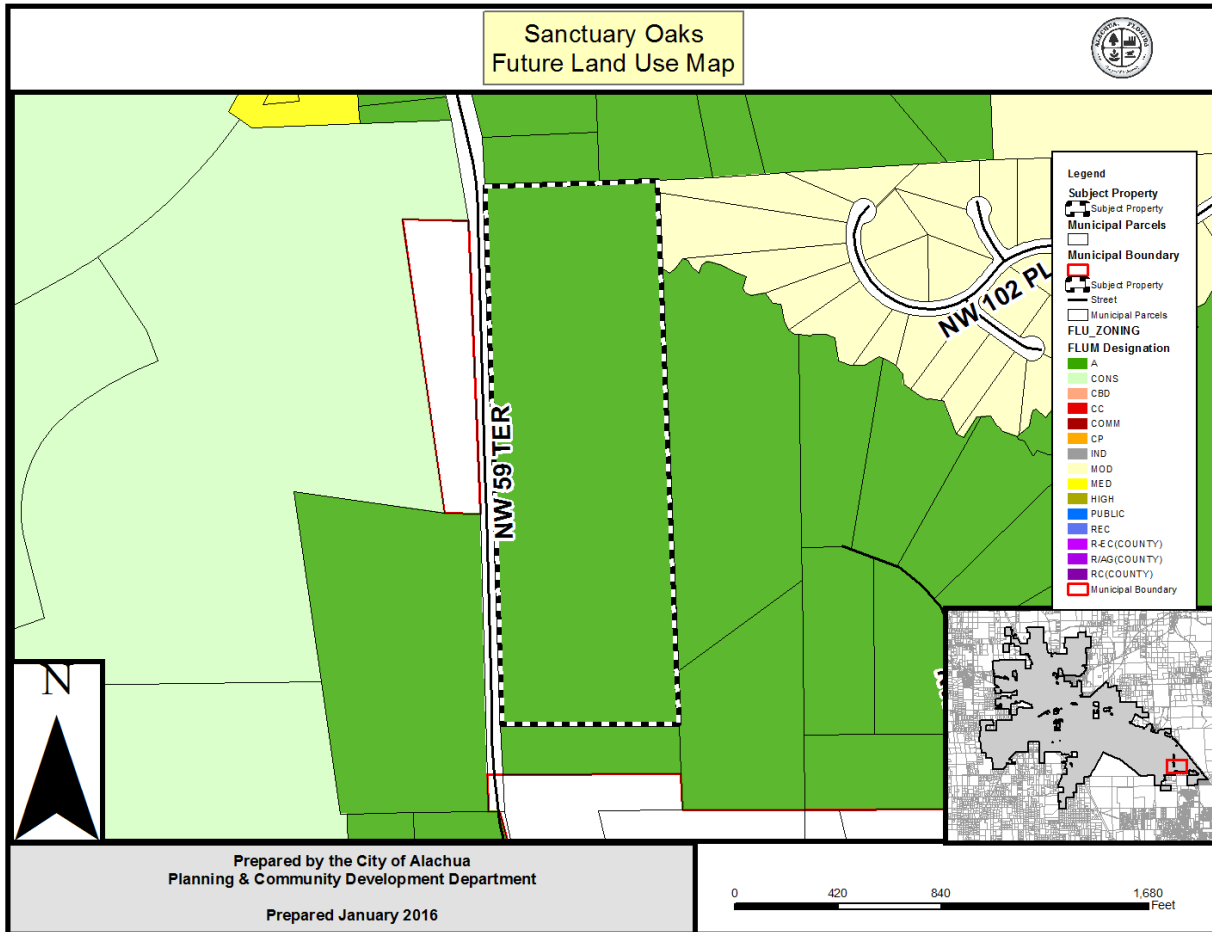 Sanctuary Oaks
Future Land Use Map
ALACHUA, FLORIDA
NW 59 TER
NW 102 PL
Legend
Subject Property
Subject Property
Municipal Parcels
Municipal Boundary
Subject Property
Street
Municipal Parcels
FLU_ZONING
FLUM Designation
A
CONS
CBD
CC
COMM
CP
IND
MOD
MED
HIGH
PUBLIC
REC
R-EC(COUNTY)
R/AG(COUNTY)
RC(COUNTY)
Municipal Boundary
N
Prepared by the City of Alachua
Planning & Community Development Department
Prepared January 2016
0 420 840 1,680
Feet